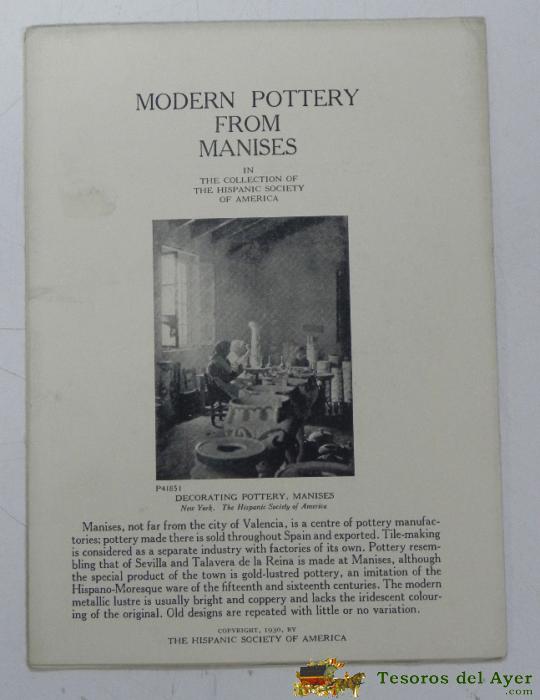 MODERN POTTERY
FROM
MANISES
IN
THE COLLECTION OF
THE HISPANIC SOCIETY
OF AMERICA
P41851
DECORATING POTTERY, MANISES
New York. The Hispanic Society of America
Manises, not far from the city of Valencia, is a centre of pottery manufac-
tories; pottery made there is sold throughout Spain and exported. Tile-making
is considered as a separate industry with factories of its own. Pottery resem-
bling that of Sevilla and Talavera de la Reina is made at Manises, although
the special product of the town is gold-lustred pottery, an imitation of the
Hispano-Moresque ware of the fifteenth and sixteenth centuries. The modern
metallic lustre is usually bright and coppery and lacks the iridescent colour-
ing of the original. Old designs are repeated with little or no variation.
COPYRIGHT, 1930, BY
THE HISPANIC SOCIETY OF AMERICA
Tesoros del Ayer
.com